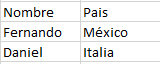 Nombre Pais
Fernando México
Daniel Italia